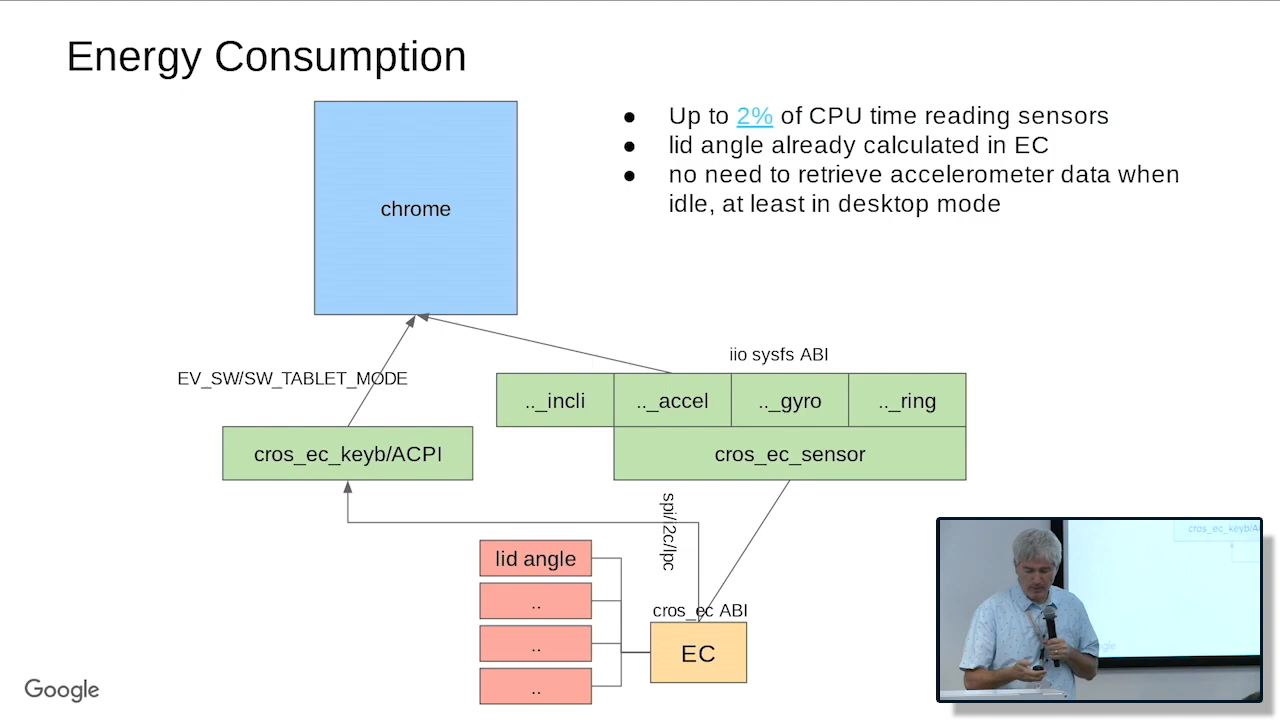 Energy Consumption
chrome
● Up to 2% of CPU time reading sensors
● lid angle already calculated in EC
● no need to retrieve accelerometer data when
idle, at least in desktop mode
iio sysfs ABI
EV_SW/SW_TABLET_MODE
.._incli
.._accel
.._gyro
.._ring
cros_ec_keyb/ACPI
cros_ec_sensor
spi/i2c/lpc
lid angle
..
..
..
cros_ec ABI
EC
Google